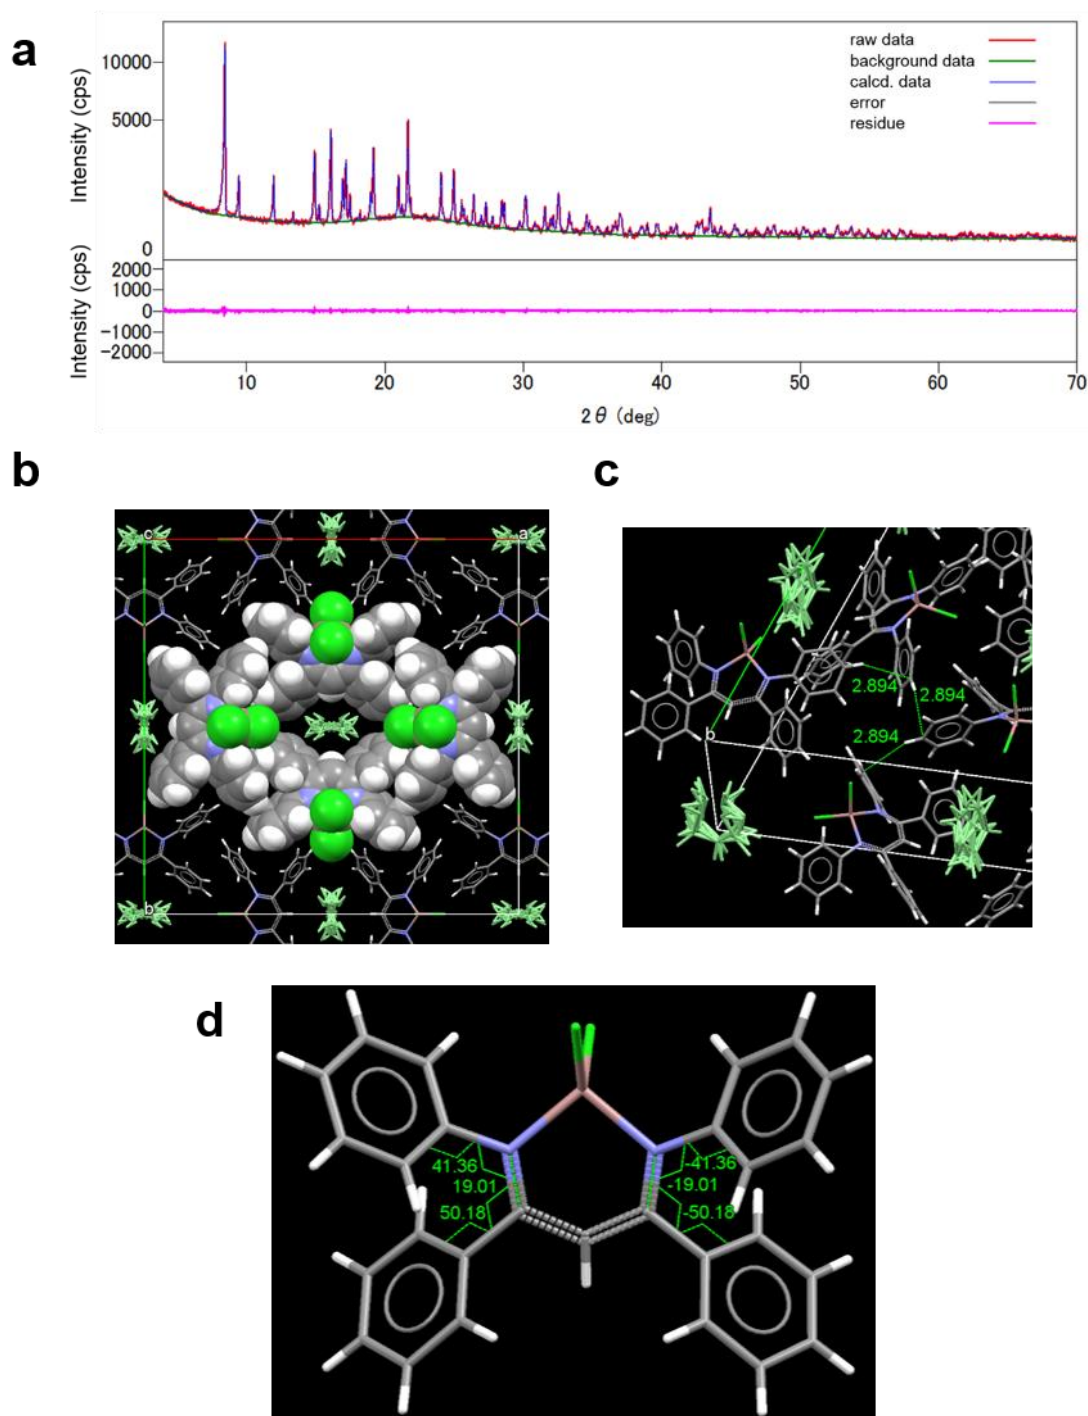 a
Intensity (cps)
10000
5000
0
raw data
background data
calcd. data
error
residue
Intensity (cps)
2000
1000
0
-1000
-2000
10 20 30 40 50 60 70
2θ (deg)
b
c
c a
b
b
2.894
2.894
2.894
d
41.36 -41.36
19.01 -19.01
50.18 -50.18